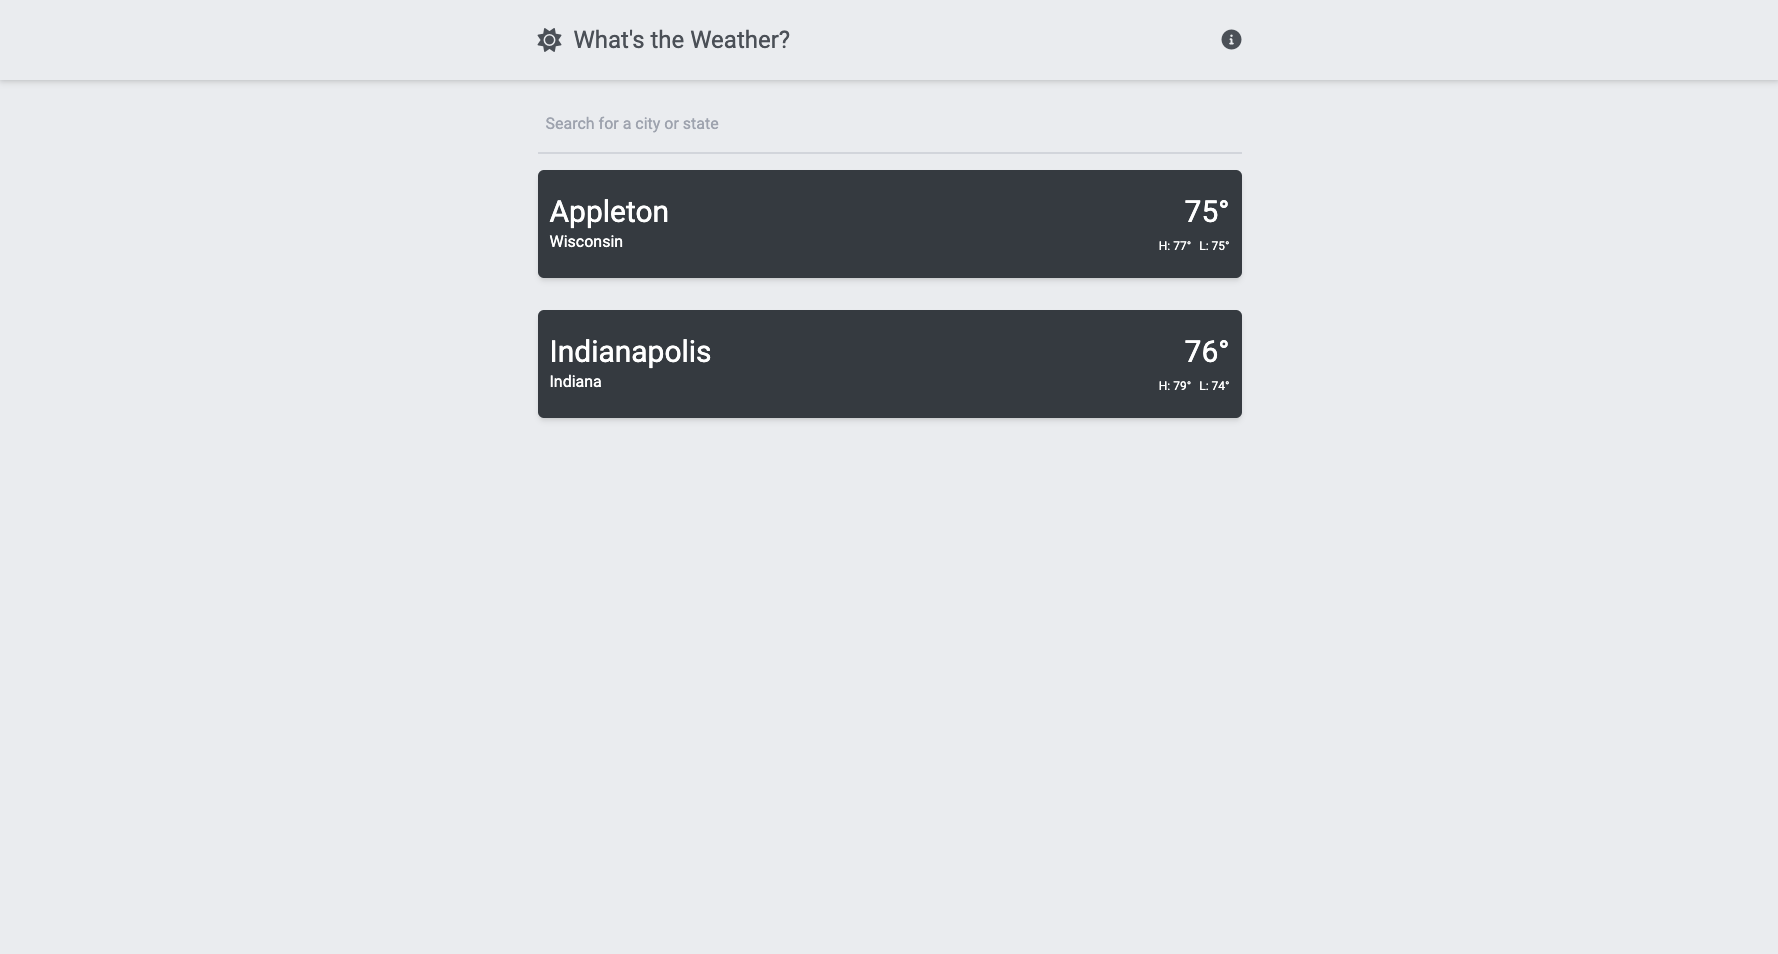 What's the Weather?
Search for a city or state
Appleton
75°
Wisconsin
H: 77° L: 75°
Indianapolis
76°
Indiana
H: 79° L: 74°